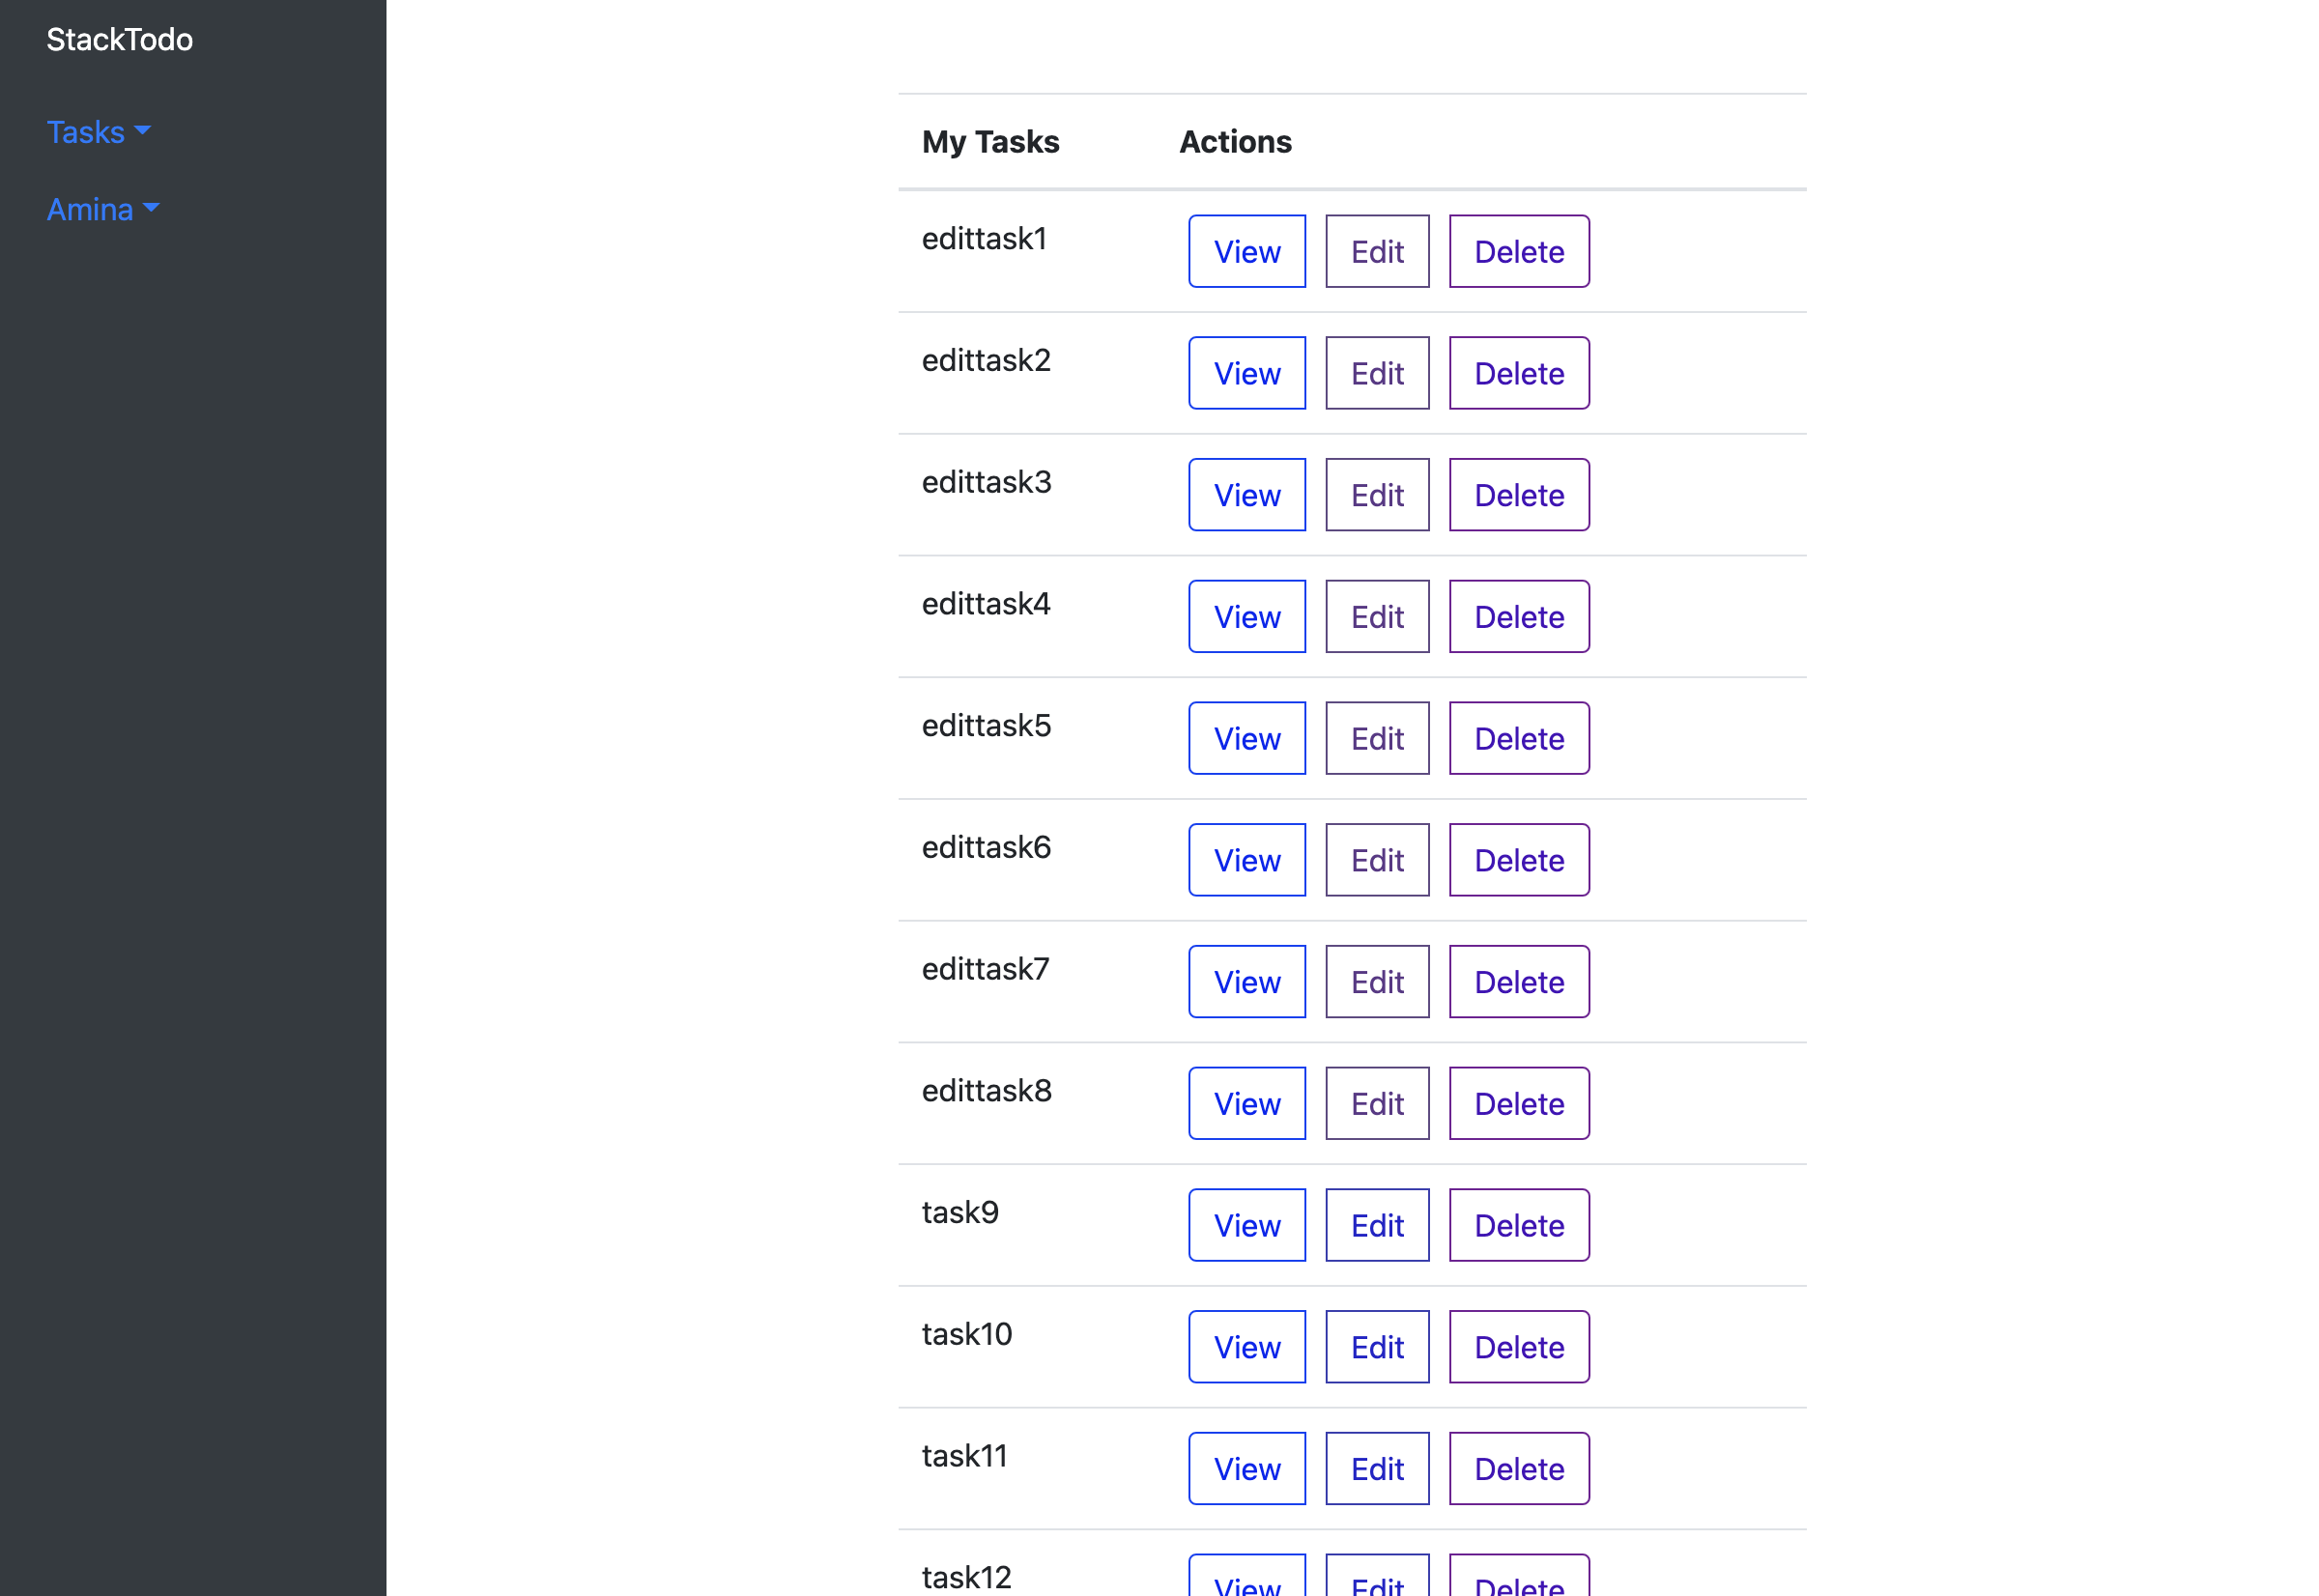 StackTodo
Tasks
Amina
My Tasks Actions
edittask1 View Edit Delete
edittask2 View Edit Delete
edittask3 View Edit Delete
edittask4 View Edit Delete
edittask5 View Edit Delete
edittask6 View Edit Delete
edittask7 View Edit Delete
edittask8 View Edit Delete
task9 View Edit Delete
task10 View Edit Delete
task11 View Edit Delete
task12 View Edit Delete